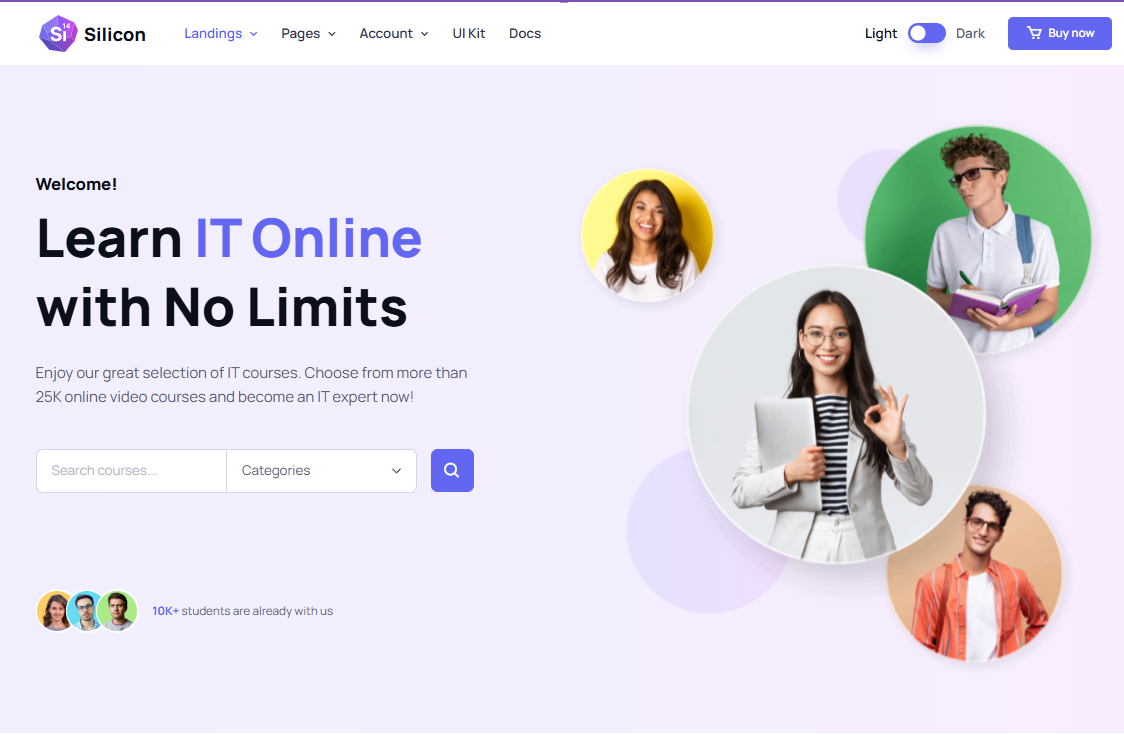 Si 14 Silicon Landings Pages Account UI Kit Docs Light Dark Buy now
Welcome!
Learn IT Online
with No Limits
Enjoy our great selection of IT courses. Choose from more than
25K online video courses and become an IT expert now!
Search courses... Categories
10K+ students are already with us